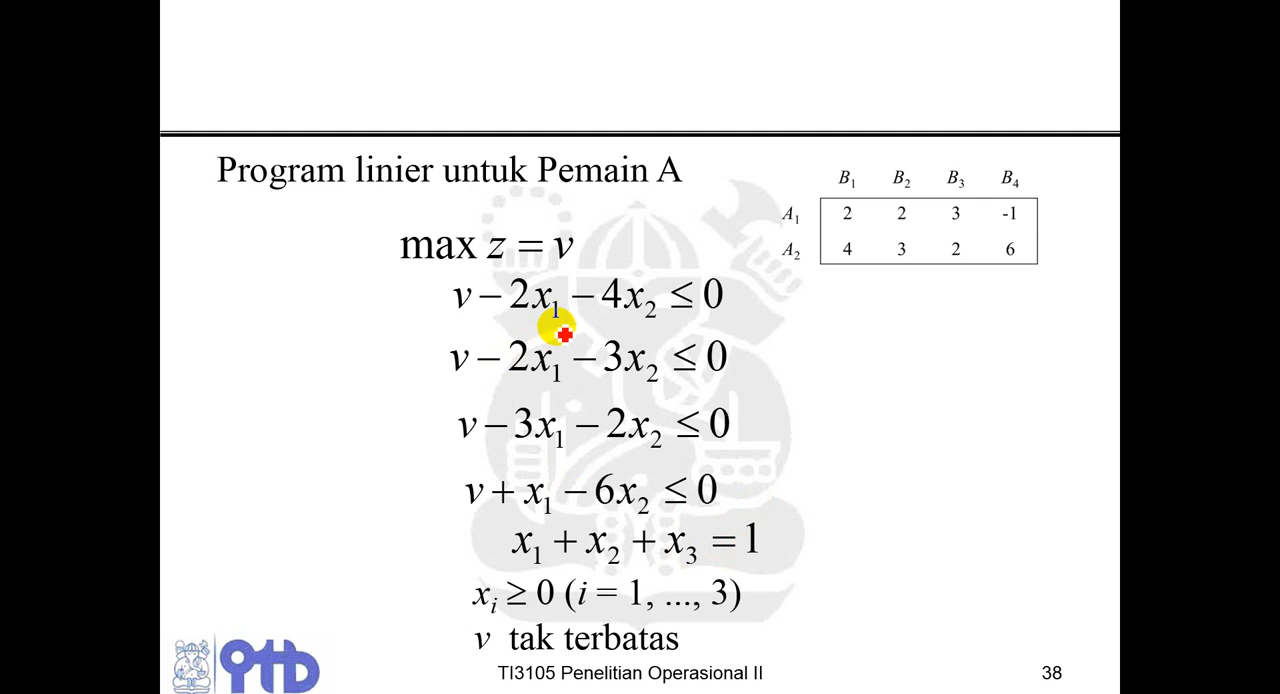 Program linier untuk Pemain A
B₁ B₂ B₃ B₄
A₁ 2 2 3 -1
A₂ 4 3 2 6
max z = v
v − 2x₁ − 4x₂ ≤ 0
v − 2x₁ − 3x₂ ≤ 0
v − 3x₁ − 2x₂ ≤ 0
v + x₁ − 6x₂ ≤ 0
x₁ + x₂ + x₃ = 1
xᵢ ≥ 0 (i = 1, ..., 3)
v tak terbatas
itb
TI3105 Penelitian Operasional II
38